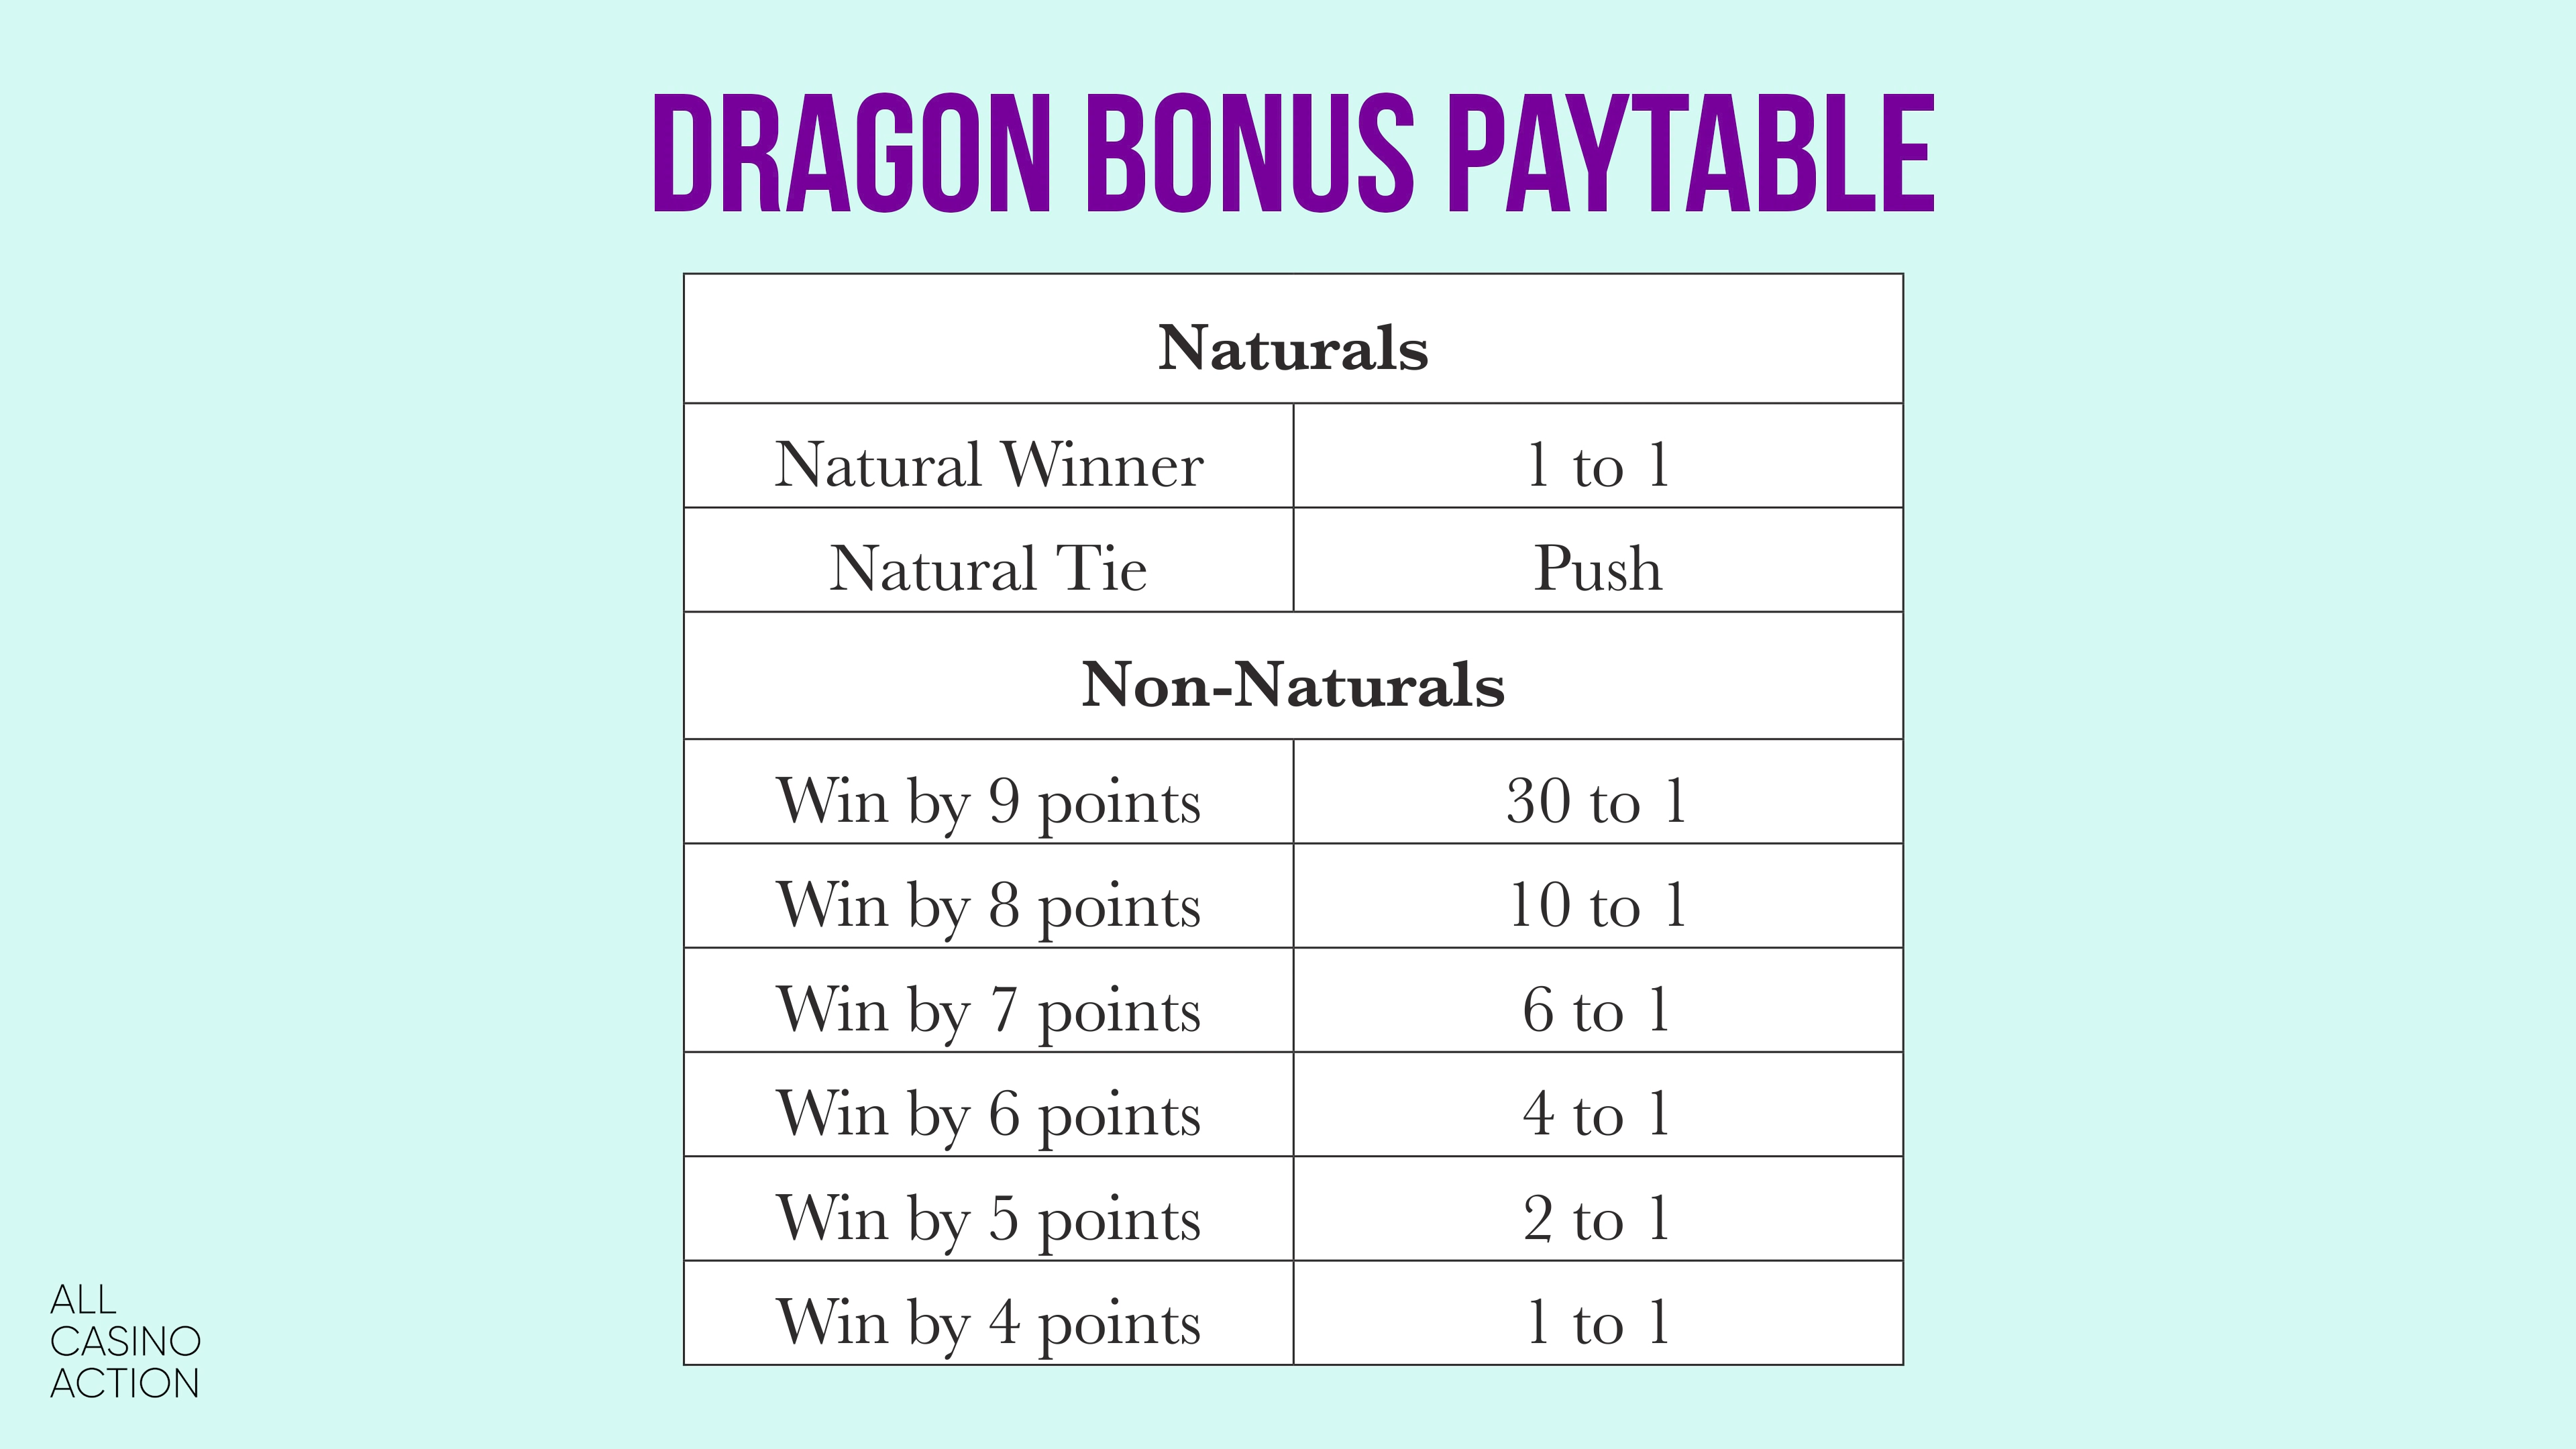 DRAGON BONUS PAYTABLE
Naturals
Natural Winner 1 to 1
Natural Tie Push
Non-Naturals
Win by 9 points 30 to 1
Win by 8 points 10 to 1
Win by 7 points 6 to 1
Win by 6 points 4 to 1
Win by 5 points 2 to 1
Win by 4 points 1 to 1
ALL
CASINO
ACTION